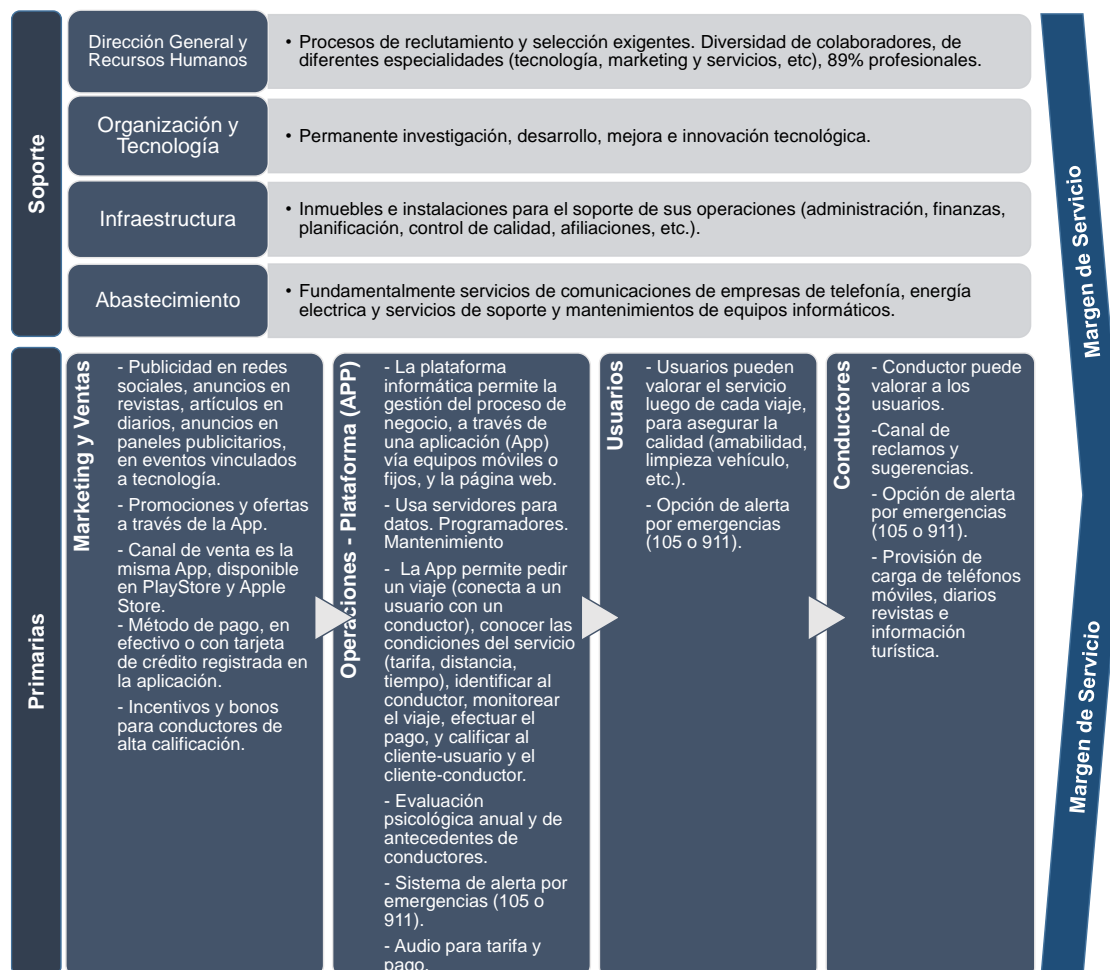 Soporte
Dirección General y
Recursos Humanos
• Procesos de reclutamiento y selección exigentes. Diversidad de colaboradores, de
diferentes especialidades (tecnología, marketing y servicios, etc), 89% profesionales.
Organización y
Tecnología
• Permanente investigación, desarrollo, mejora e innovación tecnológica.
Infraestructura
• Inmuebles e instalaciones para el soporte de sus operaciones (administración, finanzas,
planificación, control de calidad, afiliaciones, etc.).
Abastecimiento
• Fundamentalmente servicios de comunicaciones de empresas de telefonía, energía
electrica y servicios de soporte y mantenimientos de equipos informáticos.
Margen de Servicio
Primarias
Marketing y Ventas
- Publicidad en redes
sociales, anuncios en
revistas, artículos en
diarios, anuncios en
paneles publicitarios,
en eventos vinculados
a tecnología.
- Promociones y ofertas
a través de la App.
- Canal de venta es la
misma App, disponible
en PlayStore y Apple
Store.
- Método de pago, en
efectivo o con tarjeta
de crédito registrada en
la aplicación.
- Incentivos y bonos
para conductores de
alta calificación.
Operaciones - Plataforma (APP)
- La plataforma
informática permite la
gestión del proceso de
negocio, a través de
una aplicación (App)
vía equipos móviles o
fijos, y la página web.
- Usa servidores para
datos. Programadores.
Mantenimiento
- La App permite pedir
un viaje (conecta a un
usuario con un
conductor), conocer las
condiciones del servicio
(tarifa, distancia,
tiempo), identificar al
conductor, monitorear
el viaje, efectuar el
pago, y calificar al
cliente-usuario y el
cliente-conductor.
- Evaluación
psicológica anual y de
antecedentes de
conductores.
- Sistema de alerta por
emergencias (105 o
911).
- Audio para tarifa y
pago.
Usuarios
- Usuarios pueden
valorar el servicio
luego de cada viaje,
para asegurar la
calidad (amabilidad,
limpieza vehículo,
etc.).
- Opción de alerta
por emergencias
(105 o 911).
Conductores
- Conductor puede
valorar a los
usuarios.
-Canal de
reclamos y
sugerencias.
- Opción de alerta
por emergencias
(105 o 911).
- Provisión de
carga de teléfonos
móviles, diarios
revistas e
información
turística.
Margen de Servicio